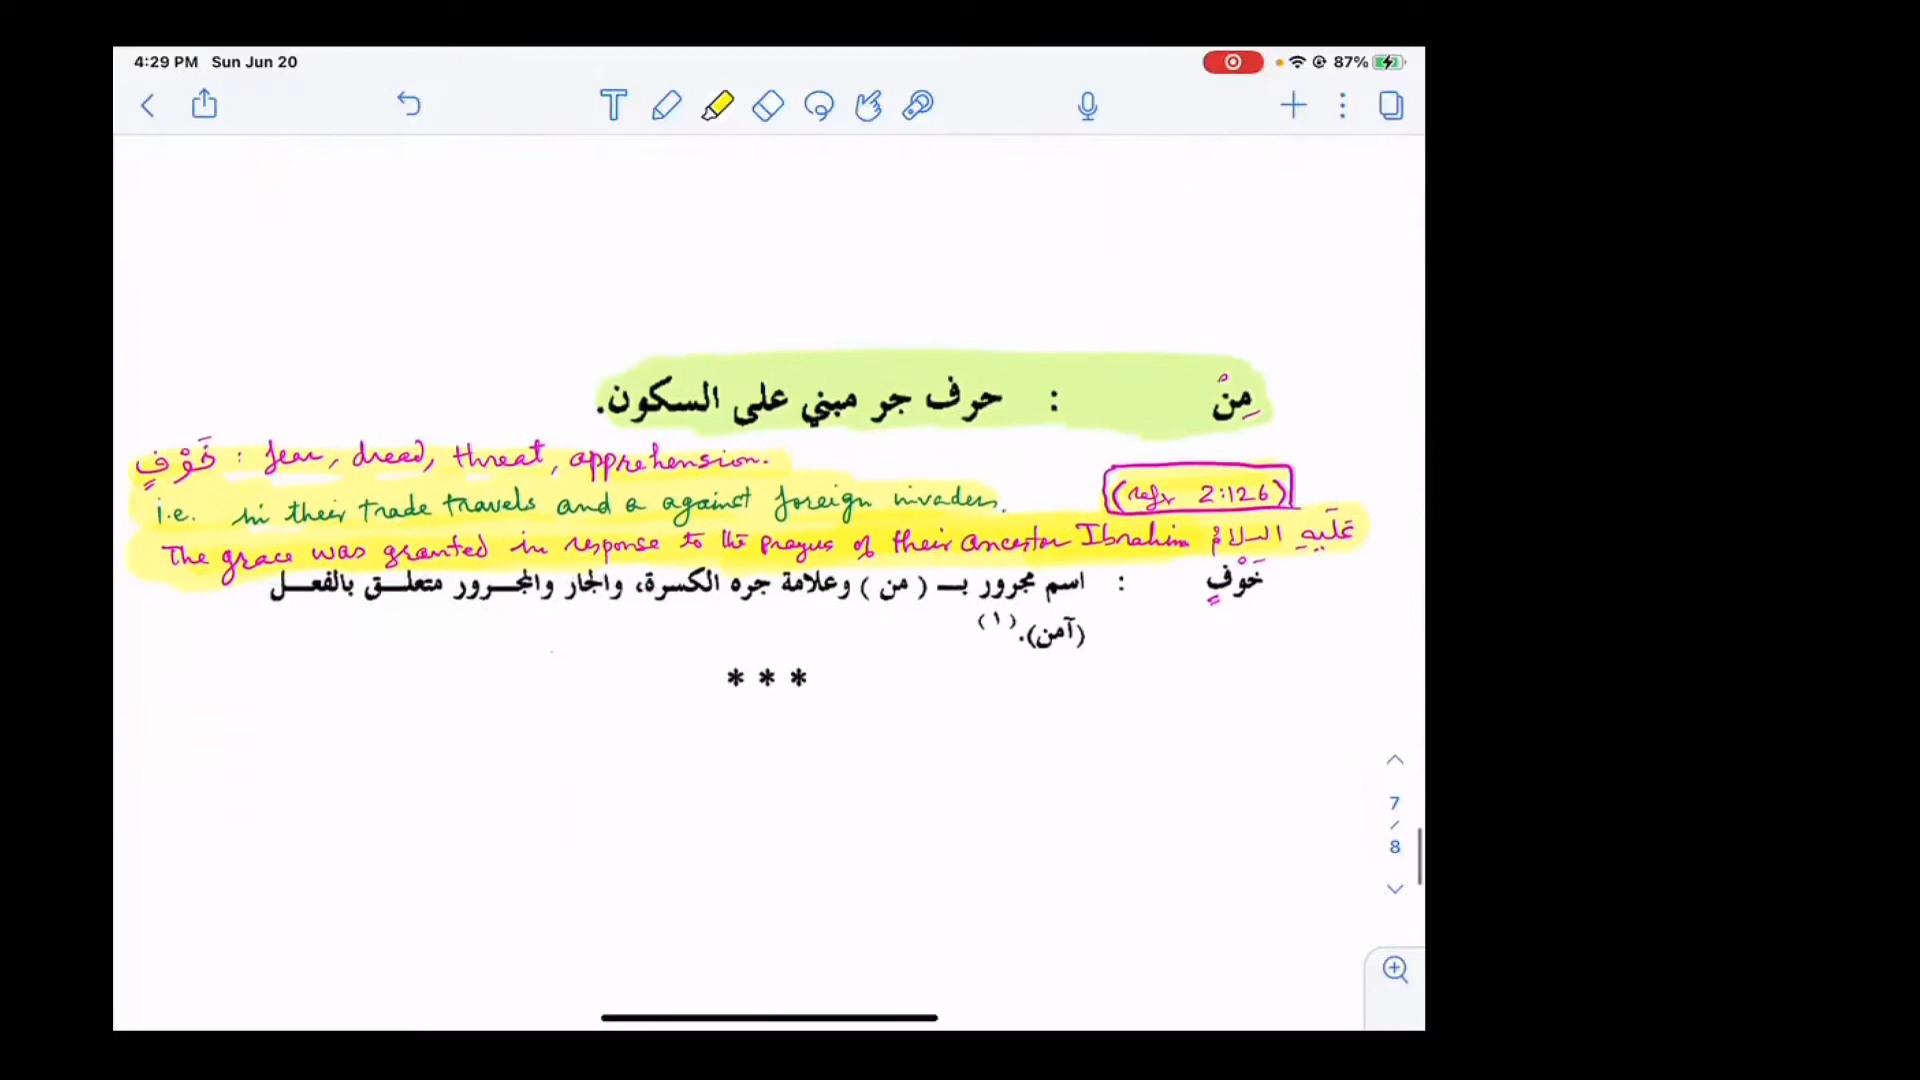 4:29 PM Sun Jun 20
87%
مِنْ : حرف جر مبني على السكون.
خَوْفٍ : fear, dread, threat, apprehension.
i.e. in their trade travels and a against foreign invaders.
(refr 2:126)
The grace was granted in response to the prayers of their ancestor Ibrahim عَلَيهِ السلامُ
خَوْفٍ : اسم مجرور بـ ( من ) وعلامة جره الكسرة، والجار والمجرور متعلق بالفعل
(آمن).(١)
* * *
7
/
8